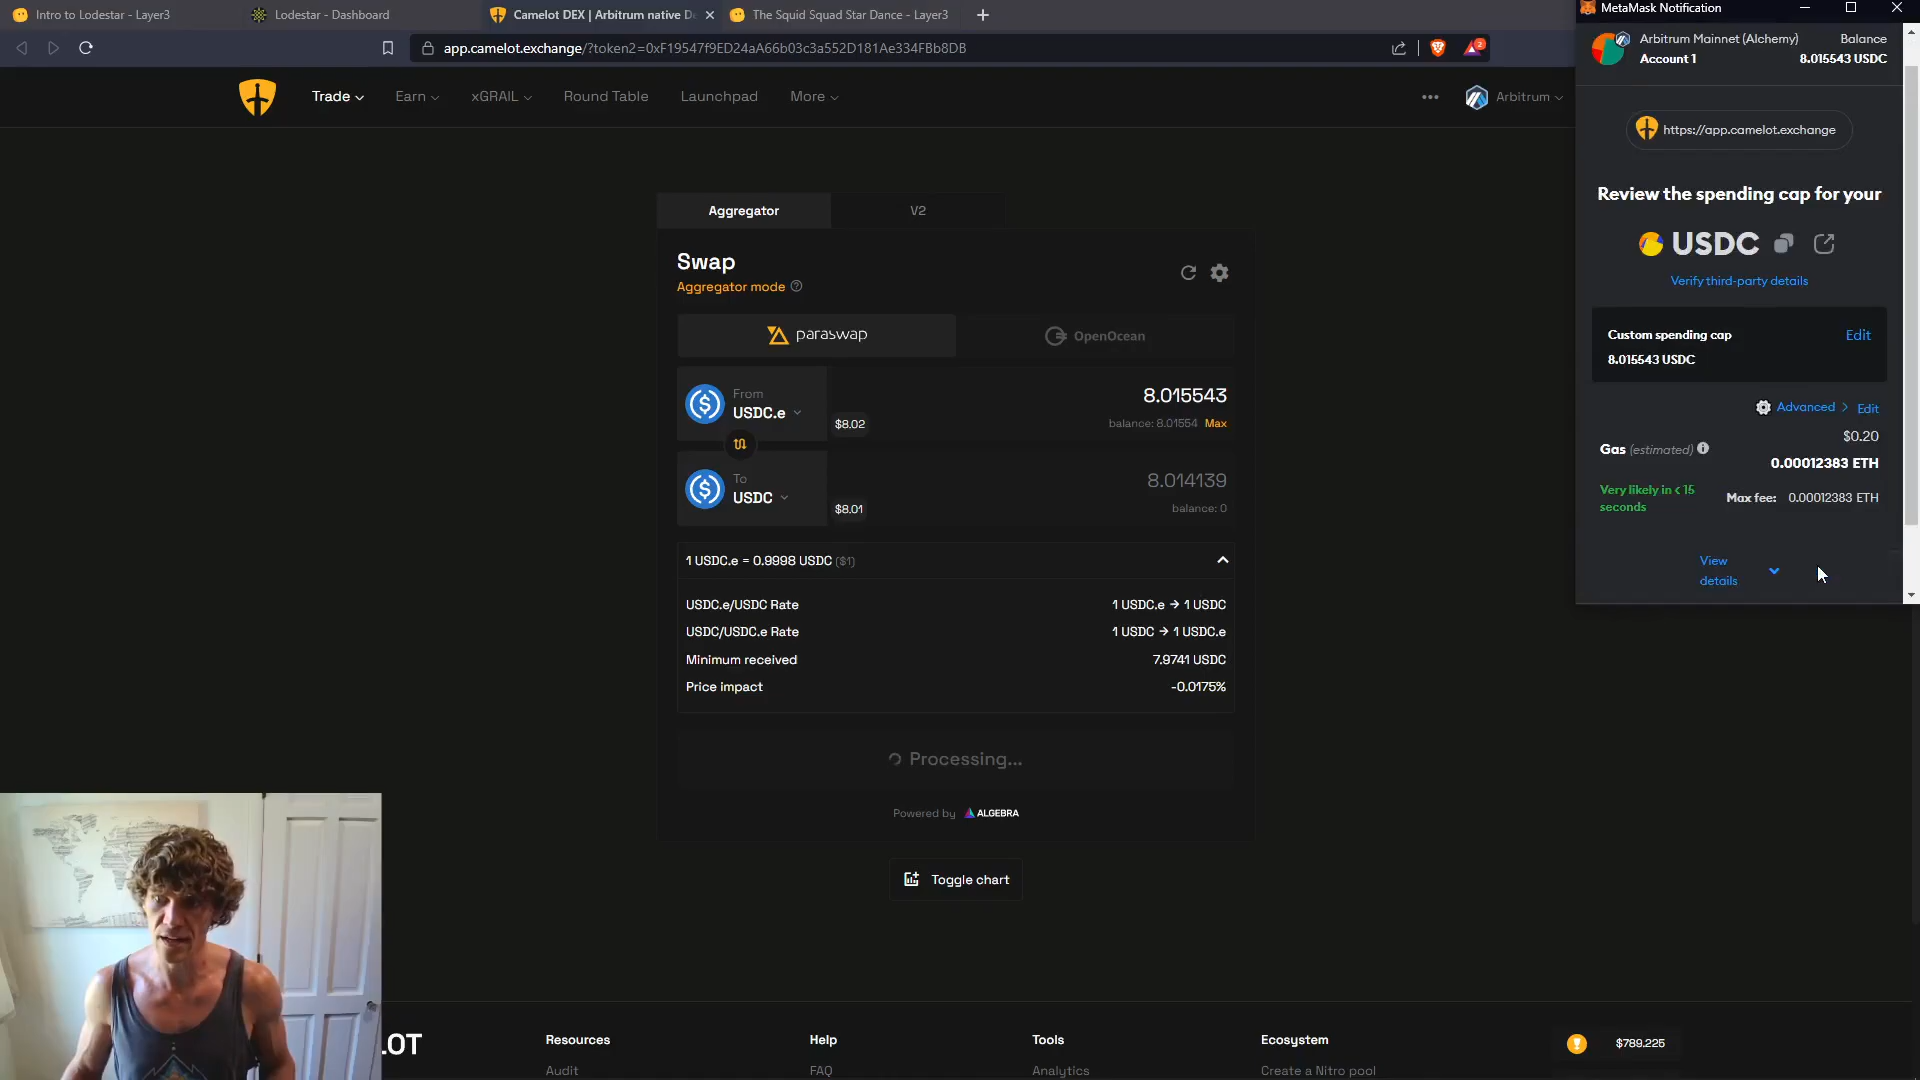 Intro to Lodestar - Layer3
Lodestar - Dashboard
Camelot DEX | Arbitrum native De
The Squid Squad Star Dance - Layer3
app.camelot.exchange/?token2=0xF19547f9ED24aA66b03c3a552D181Ae334FBb8DB
2
Trade
Earn
xGRAIL
Round Table
Launchpad
More
Arbitrum
Aggregator
V2
Swap
Aggregator mode
paraswap
OpenOcean
From
USDC.e
$8.02
8.015543
balance: 8.01554 Max
To
USDC
$8.01
8.014139
balance: 0
1 USDC.e = 0.9998 USDC ($1)
USDC.e/USDC Rate
1 USDC.e → 1 USDC
USDC/USDC.e Rate
1 USDC → 1 USDC.e
Minimum received
7.9741 USDC
Price impact
-0.0175%
Processing...
Powered by ALGEBRA
Toggle chart
MetaMask Notification
Arbitrum Mainnet (Alchemy)
Balance
Account 1
8.015543 USDC
https://app.camelot.exchange
Review the spending cap for your
USDC
Verify third-party details
Custom spending cap
Edit
8.015543 USDC
Advanced
Edit
$0.20
Gas (estimated)
0.00012383 ETH
Very likely in < 15
seconds
Max fee: 0.00012383 ETH
View
details
LOT
Resources
Help
Tools
Ecosystem
$789.225
Audit
FAQ
Analytics
Create a Nitro pool